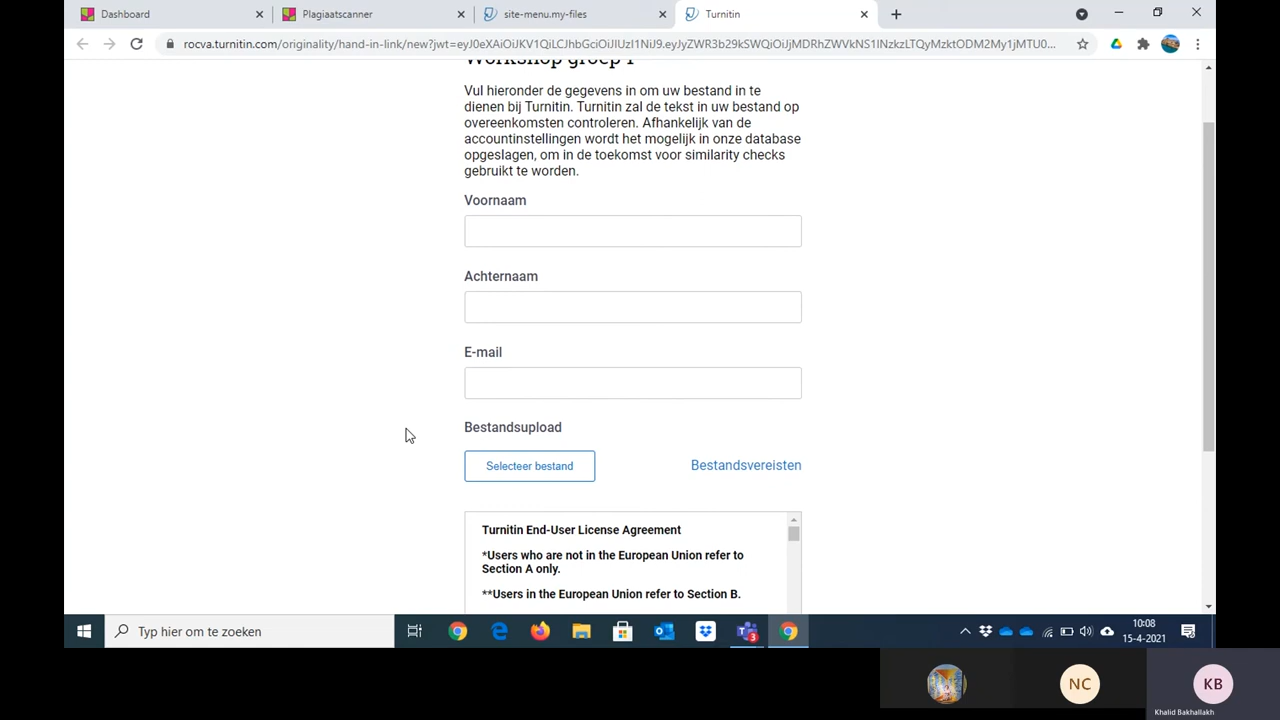 Dashboard
Plagiaatscanner
site-menu.my-files
Turnitin
rocva.turnitin.com/originality/hand-in-link/new?jwt=eyJ0eXAiOiJKV1QiLCJhbGciOiJIUzI1NiJ9.eyJyZWR3b29kSWQiOiJjMDRhZWVkNS1lNzkzLTQyMzktODM2My1jMTU0...
Workshop groep 1
Vul hieronder de gegevens in om uw bestand in te
dienen bij Turnitin. Turnitin zal de tekst in uw bestand op
overeenkomsten controleren. Afhankelijk van de
accountinstellingen wordt het mogelijk in onze database
opgeslagen, om in de toekomst voor similarity checks
gebruikt te worden.
Voornaam
Achternaam
E-mail
Bestandsupload
Selecteer bestand
Bestandsvereisten
Turnitin End-User License Agreement
*Users who are not in the European Union refer to
Section A only.
**Users in the European Union refer to Section B.
Typ hier om te zoeken
3
10:08
15-4-2021
NC
KB
Khalid Bakhallakh